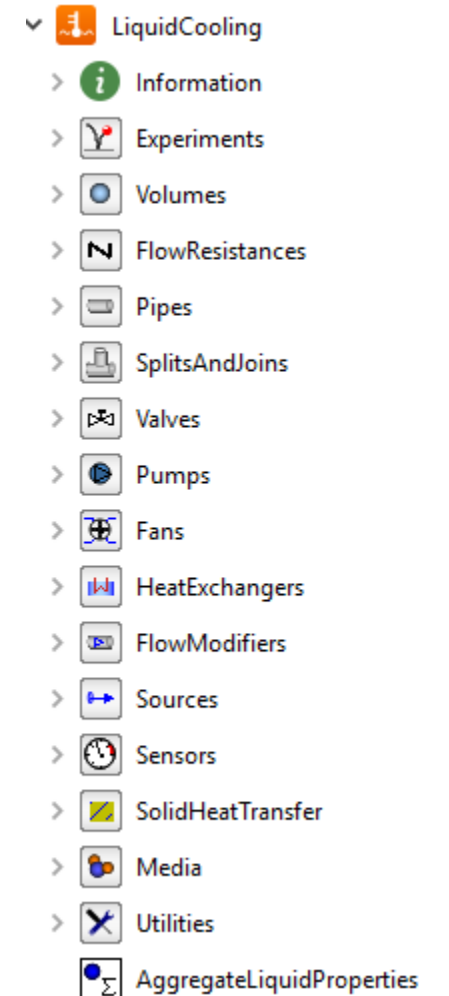 LiquidCooling
Information
Experiments
Volumes
FlowResistances
Pipes
SplitsAndJoins
Valves
Pumps
Fans
HeatExchangers
FlowModifiers
Sources
Sensors
SolidHeatTransfer
Media
Utilities
AggregateLiquidProperties